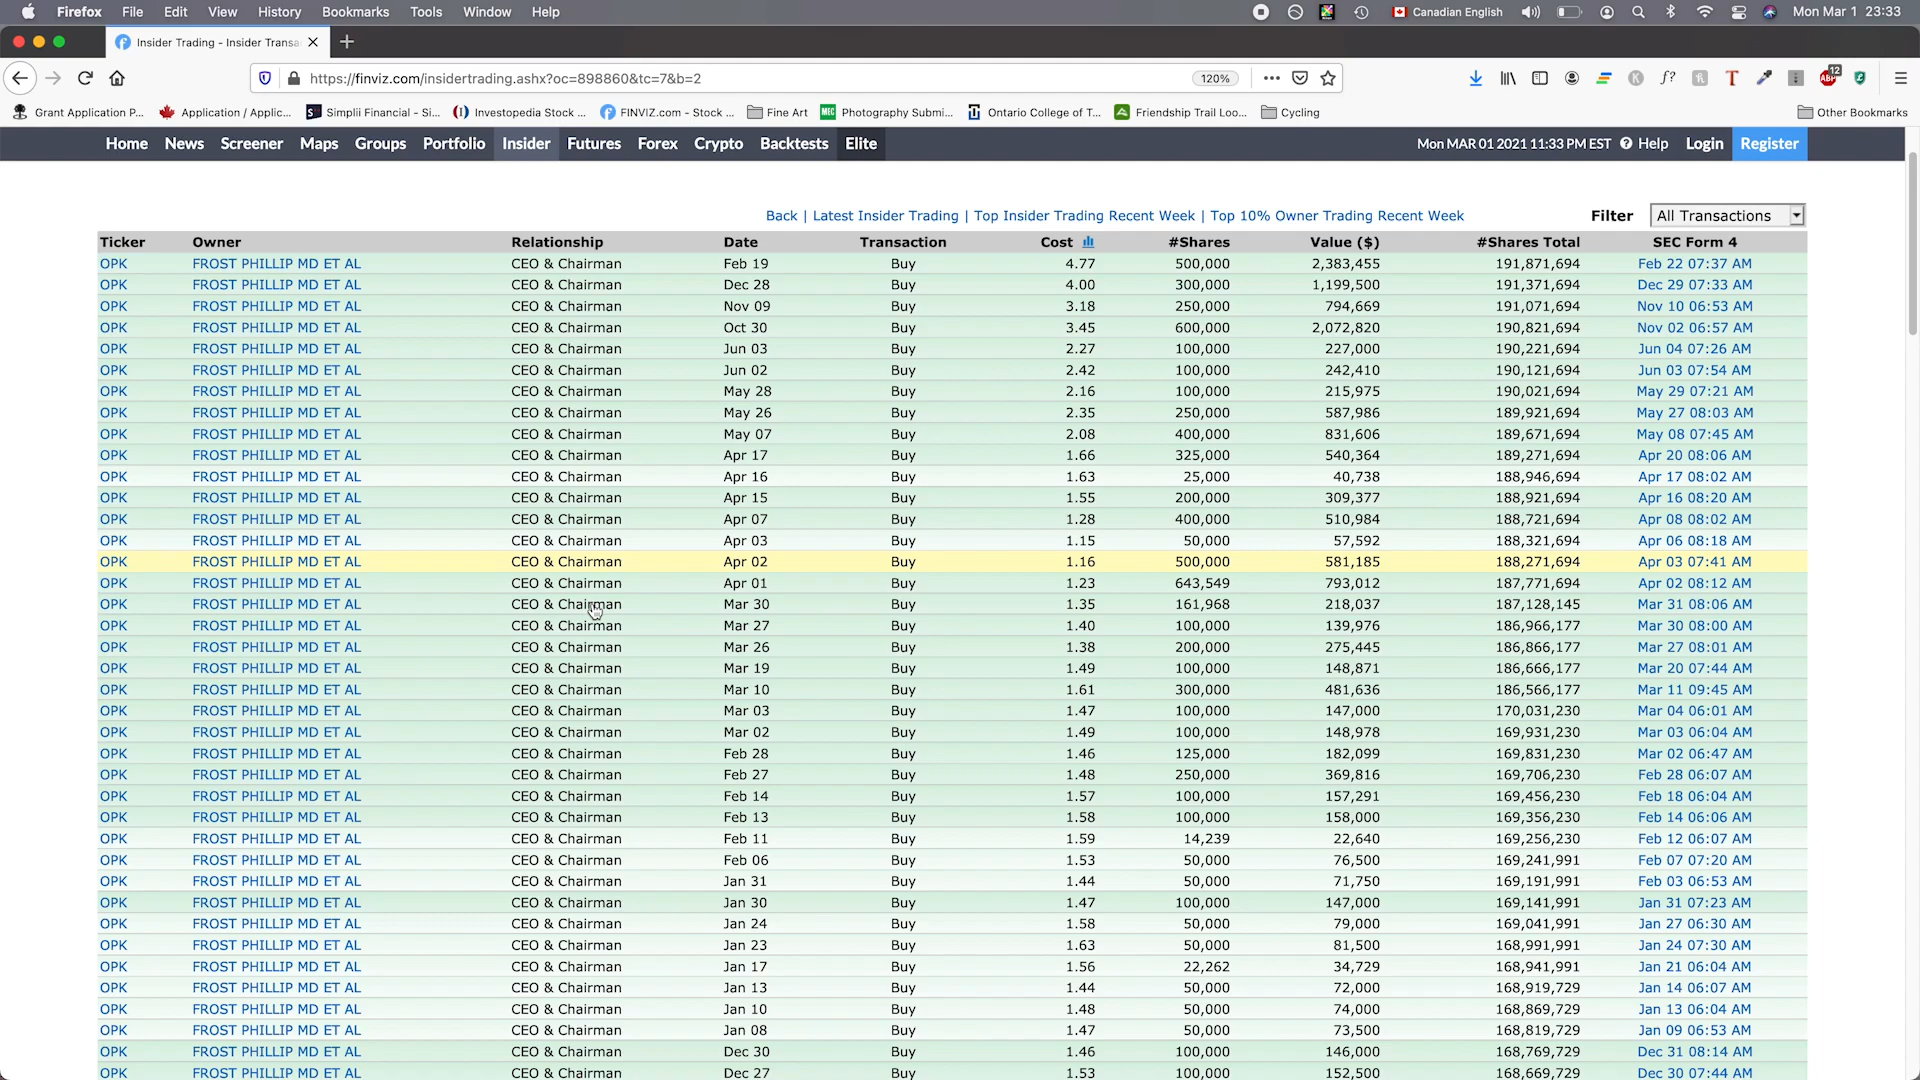 Firefox File Edit View History Bookmarks Tools Window Help Canadian English Mon Mar 1 23:33
Insider Trading - Insider Transa
https://finviz.com/insidertrading.ashx?oc=898860&tc=7&b=2 120%
Grant Application P... Application / Applic... Simplii Financial - Si... Investopedia Stock ... FINVIZ.com - Stock ... Fine Art Photography Submi... Ontario College of T... Friendship Trail Loo... Cycling Other Bookmarks
Home News Screener Maps Groups Portfolio Insider Futures Forex Crypto Backtests Elite Mon MAR 01 2021 11:33 PM EST Help Login Register
Back | Latest Insider Trading | Top Insider Trading Recent Week | Top 10% Owner Trading Recent Week Filter All Transactions
Ticker Owner Relationship Date Transaction Cost #Shares Value ($) #Shares Total SEC Form 4
OPK FROST PHILLIP MD ET AL CEO & Chairman Feb 19 Buy 4.77 500,000 2,383,455 191,871,694 Feb 22 07:37 AM
OPK FROST PHILLIP MD ET AL CEO & Chairman Dec 28 Buy 4.00 300,000 1,199,500 191,371,694 Dec 29 07:33 AM
OPK FROST PHILLIP MD ET AL CEO & Chairman Nov 09 Buy 3.18 250,000 794,669 191,071,694 Nov 10 06:53 AM
OPK FROST PHILLIP MD ET AL CEO & Chairman Oct 30 Buy 3.45 600,000 2,072,820 190,821,694 Nov 02 06:57 AM
OPK FROST PHILLIP MD ET AL CEO & Chairman Jun 03 Buy 2.27 100,000 227,000 190,221,694 Jun 04 07:26 AM
OPK FROST PHILLIP MD ET AL CEO & Chairman Jun 02 Buy 2.42 100,000 242,410 190,121,694 Jun 03 07:54 AM
OPK FROST PHILLIP MD ET AL CEO & Chairman May 28 Buy 2.16 100,000 215,975 190,021,694 May 29 07:21 AM
OPK FROST PHILLIP MD ET AL CEO & Chairman May 26 Buy 2.35 250,000 587,986 189,921,694 May 27 08:03 AM
OPK FROST PHILLIP MD ET AL CEO & Chairman May 07 Buy 2.08 400,000 831,606 189,671,694 May 08 07:45 AM
OPK FROST PHILLIP MD ET AL CEO & Chairman Apr 17 Buy 1.66 325,000 540,364 189,271,694 Apr 20 08:06 AM
OPK FROST PHILLIP MD ET AL CEO & Chairman Apr 16 Buy 1.63 25,000 40,738 188,946,694 Apr 17 08:02 AM
OPK FROST PHILLIP MD ET AL CEO & Chairman Apr 15 Buy 1.55 200,000 309,377 188,921,694 Apr 16 08:20 AM
OPK FROST PHILLIP MD ET AL CEO & Chairman Apr 07 Buy 1.28 400,000 510,984 188,721,694 Apr 08 08:02 AM
OPK FROST PHILLIP MD ET AL CEO & Chairman Apr 03 Buy 1.15 50,000 57,592 188,321,694 Apr 06 08:18 AM
OPK FROST PHILLIP MD ET AL CEO & Chairman Apr 02 Buy 1.16 500,000 581,185 188,271,694 Apr 03 07:41 AM
OPK FROST PHILLIP MD ET AL CEO & Chairman Apr 01 Buy 1.23 643,549 793,012 187,771,694 Apr 02 08:12 AM
OPK FROST PHILLIP MD ET AL CEO & Chairman Mar 30 Buy 1.35 161,968 218,037 187,128,145 Mar 31 08:06 AM
OPK FROST PHILLIP MD ET AL CEO & Chairman Mar 27 Buy 1.40 100,000 139,976 186,966,177 Mar 30 08:00 AM
OPK FROST PHILLIP MD ET AL CEO & Chairman Mar 26 Buy 1.38 200,000 275,445 186,866,177 Mar 27 08:01 AM
OPK FROST PHILLIP MD ET AL CEO & Chairman Mar 19 Buy 1.49 100,000 148,871 186,666,177 Mar 20 07:44 AM
OPK FROST PHILLIP MD ET AL CEO & Chairman Mar 10 Buy 1.61 300,000 481,636 186,566,177 Mar 11 09:45 AM
OPK FROST PHILLIP MD ET AL CEO & Chairman Mar 03 Buy 1.47 100,000 147,000 170,031,230 Mar 04 06:01 AM
OPK FROST PHILLIP MD ET AL CEO & Chairman Mar 02 Buy 1.49 100,000 148,978 169,931,230 Mar 03 06:04 AM
OPK FROST PHILLIP MD ET AL CEO & Chairman Feb 28 Buy 1.46 125,000 182,099 169,831,230 Mar 02 06:47 AM
OPK FROST PHILLIP MD ET AL CEO & Chairman Feb 27 Buy 1.48 250,000 369,816 169,706,230 Feb 28 06:07 AM
OPK FROST PHILLIP MD ET AL CEO & Chairman Feb 14 Buy 1.57 100,000 157,291 169,456,230 Feb 18 06:04 AM
OPK FROST PHILLIP MD ET AL CEO & Chairman Feb 13 Buy 1.58 100,000 158,000 169,356,230 Feb 14 06:06 AM
OPK FROST PHILLIP MD ET AL CEO & Chairman Feb 11 Buy 1.59 14,239 22,640 169,256,230 Feb 12 06:07 AM
OPK FROST PHILLIP MD ET AL CEO & Chairman Feb 06 Buy 1.53 50,000 76,500 169,241,991 Feb 07 07:20 AM
OPK FROST PHILLIP MD ET AL CEO & Chairman Jan 31 Buy 1.44 50,000 71,750 169,191,991 Feb 03 06:53 AM
OPK FROST PHILLIP MD ET AL CEO & Chairman Jan 30 Buy 1.47 100,000 147,000 169,141,991 Jan 31 07:23 AM
OPK FROST PHILLIP MD ET AL CEO & Chairman Jan 24 Buy 1.58 50,000 79,000 169,041,991 Jan 27 06:30 AM
OPK FROST PHILLIP MD ET AL CEO & Chairman Jan 23 Buy 1.63 50,000 81,500 168,991,991 Jan 24 07:30 AM
OPK FROST PHILLIP MD ET AL CEO & Chairman Jan 17 Buy 1.56 22,262 34,729 168,941,991 Jan 21 06:04 AM
OPK FROST PHILLIP MD ET AL CEO & Chairman Jan 13 Buy 1.44 50,000 72,000 168,919,729 Jan 14 06:07 AM
OPK FROST PHILLIP MD ET AL CEO & Chairman Jan 10 Buy 1.48 50,000 74,000 168,869,729 Jan 13 06:04 AM
OPK FROST PHILLIP MD ET AL CEO & Chairman Jan 08 Buy 1.47 50,000 73,500 168,819,729 Jan 09 06:53 AM
OPK FROST PHILLIP MD ET AL CEO & Chairman Dec 30 Buy 1.46 100,000 146,000 168,769,729 Dec 31 08:14 AM
OPK FROST PHILLIP MD ET AL CEO & Chairman Dec 27 Buy 1.53 100,000 152,500 168,669,729 Dec 30 07:44 AM